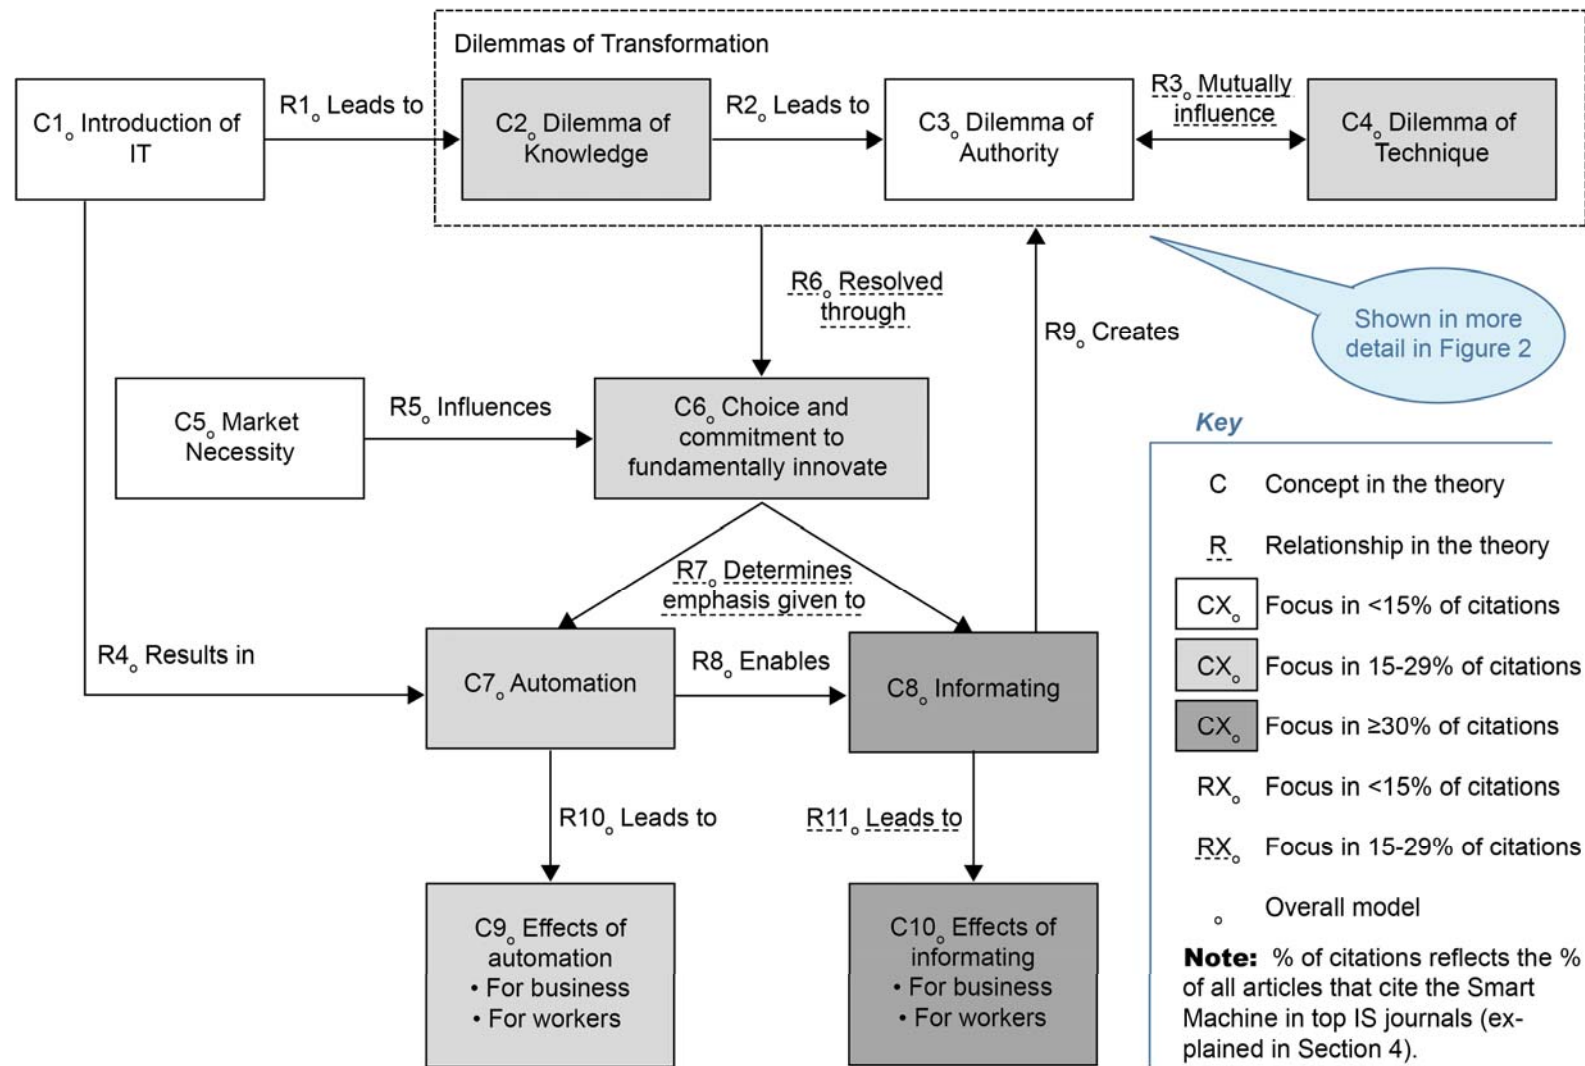 Dilemmas of Transformation
C1o Introduction of
IT
R1o Leads to
C2o Dilemma of
Knowledge
R2o Leads to
C3o Dilemma of
Authority
R3o Mutually
influence
C4o Dilemma of
Technique
R6o Resolved
through
R9o Creates
Shown in more
detail in Figure 2
C5o Market
Necessity
R5o Influences
C6o Choice and
commitment to
fundamentally innovate
R7o Determines
emphasis given to
R4o Results in
C7o Automation
R8o Enables
C8o Informating
R10o Leads to
R11o Leads to
C9o Effects of
automation
• For business
• For workers
C10o Effects of
informating
• For business
• For workers
Key
C Concept in the theory
R Relationship in the theory
CXo Focus in <15% of citations
CXo Focus in 15-29% of citations
CXo Focus in ≥30% of citations
RXo Focus in <15% of citations
RXo Focus in 15-29% of citations
o Overall model
Note: % of citations reflects the %
of all articles that cite the Smart
Machine in top IS journals (ex-
plained in Section 4).